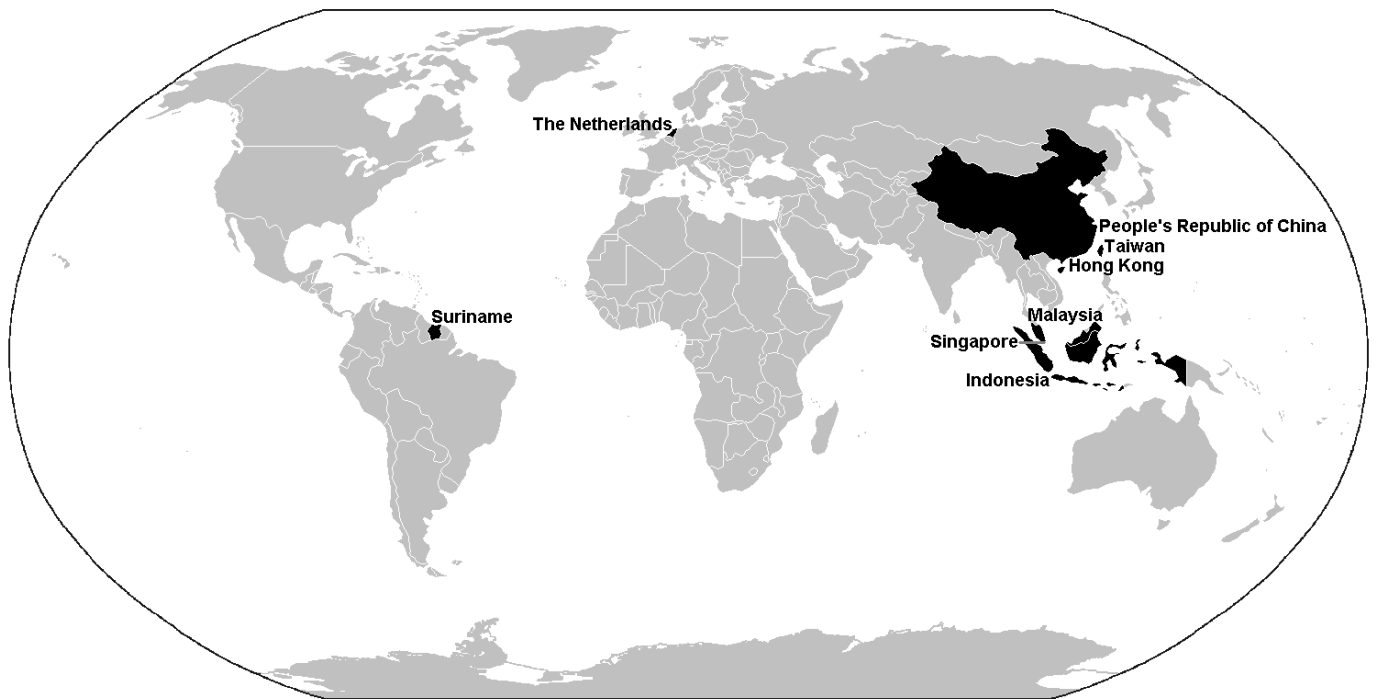 The Netherlands
People's Republic of China
Taiwan
Hong Kong
Suriname
Malaysia
Singapore
Indonesia